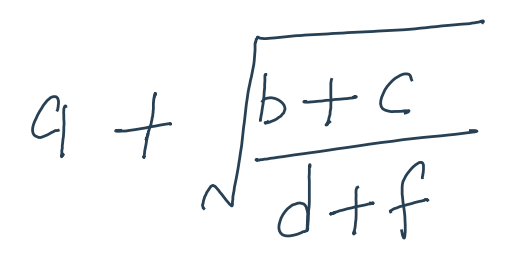 a + √((b + c)/(d + f))